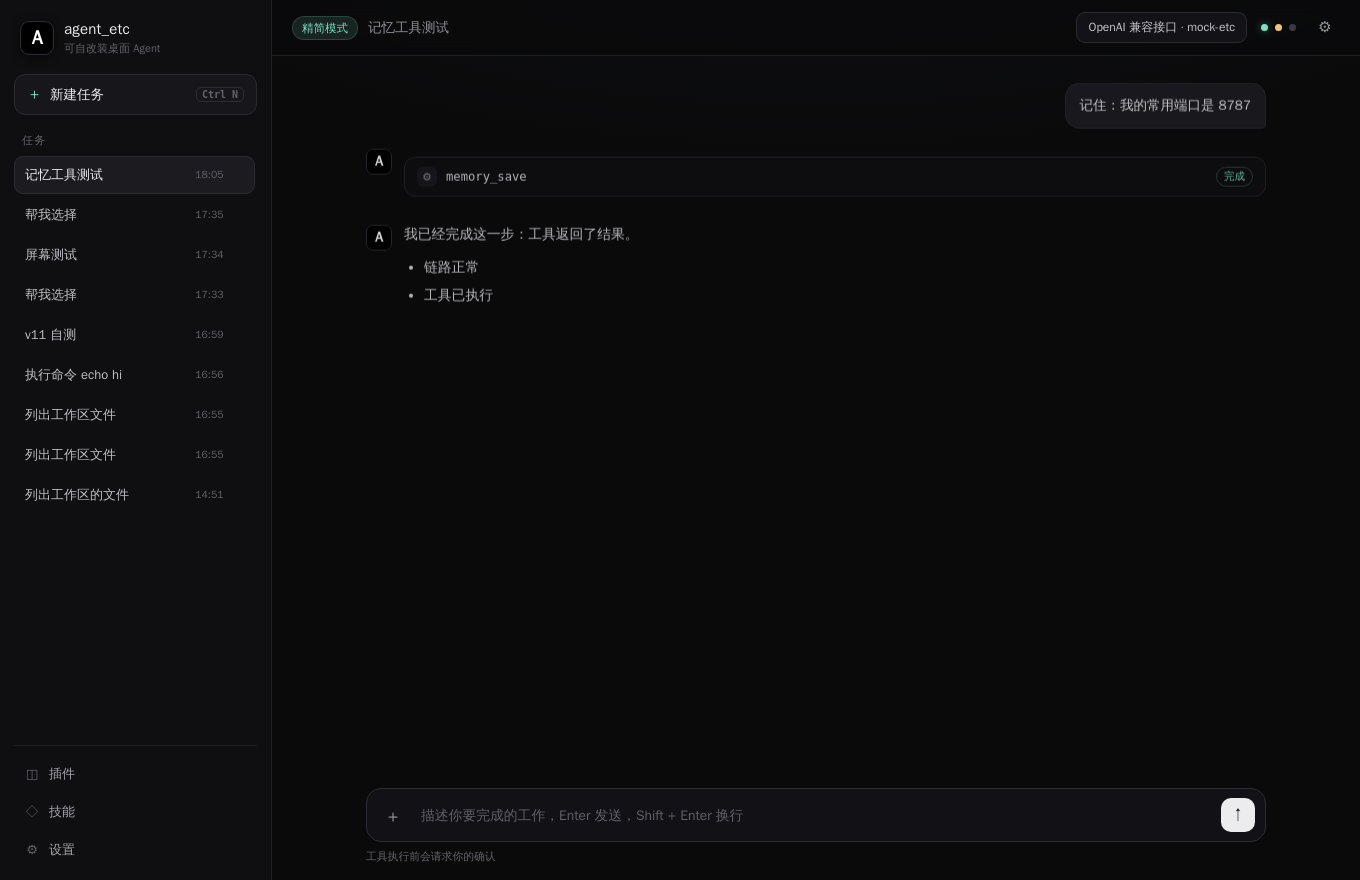 A
agent_etc
可自改装桌面 Agent
+ 新建任务 Ctrl N
任务
记忆工具测试 18:05
帮我选择 17:35
屏幕测试 17:34
帮我选择 17:33
v11 自测 16:59
执行命令 echo hi 16:56
列出工作区文件 16:55
列出工作区文件 16:55
列出工作区的文件 14:51
插件
技能
设置
精简模式 记忆工具测试
OpenAI 兼容接口 · mock-etc
记住：我的常用端口是 8787
A
memory_save 完成
A
我已经完成这一步：工具返回了结果。
• 链路正常
• 工具已执行
+ 描述你要完成的工作，Enter 发送，Shift + Enter 换行 ↑
工具执行前会请求你的确认